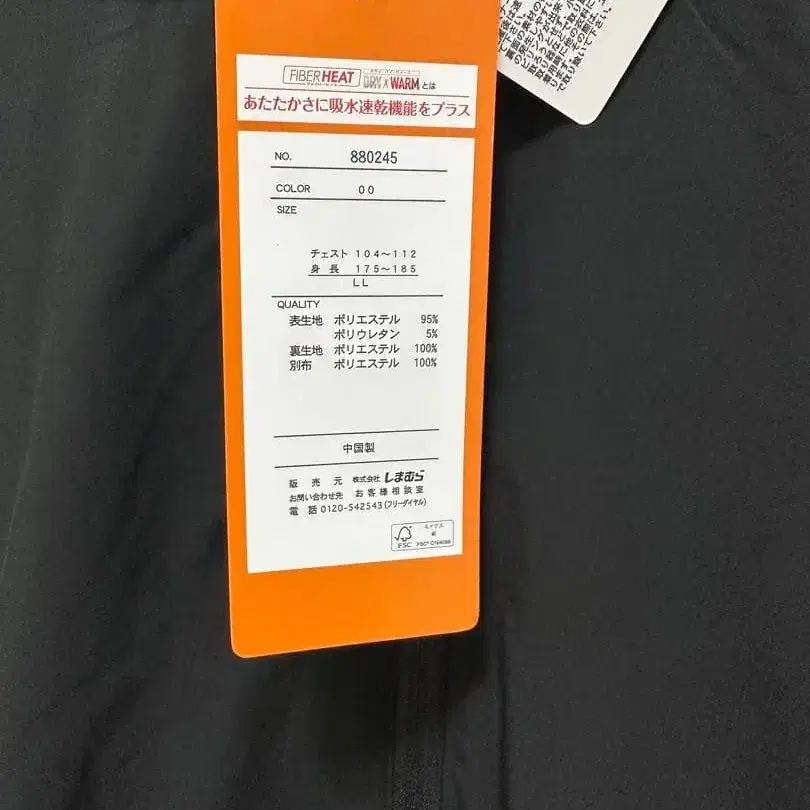 FIBERHEAT DRY X WARM とは
あたたかさに吸水速乾機能をプラス
NO. 880245
COLOR 00
SIZE
チェスト 104～112
身長 175～185
LL
QUALITY
表生地 ポリエステル 95%
ポリウレタン 5%
裏生地 ポリエステル 100%
別布 ポリエステル 100%
中国製
販売元 株式会社 しまむら
お問い合わせ先 お客様相談室
電話 0120-542543(フリーダイヤル)
ミックス
紙
FSC